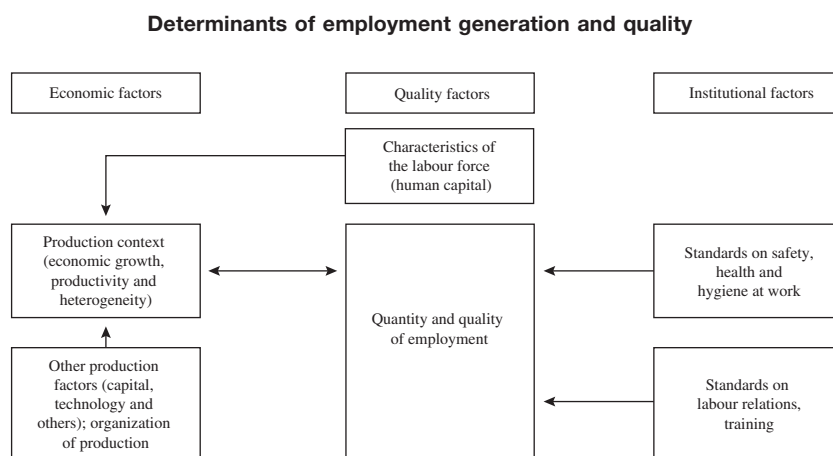 Determinants of employment generation and quality
Economic factors
Quality factors
Institutional factors
Characteristics of
the labour force
(human capital)
Production context
(economic growth,
productivity and
heterogeneity)
Quantity and quality
of employment
Standards on safety,
health and
hygiene at work
Other production
factors (capital,
technology and
others); organization
of production
Standards on
labour relations,
training